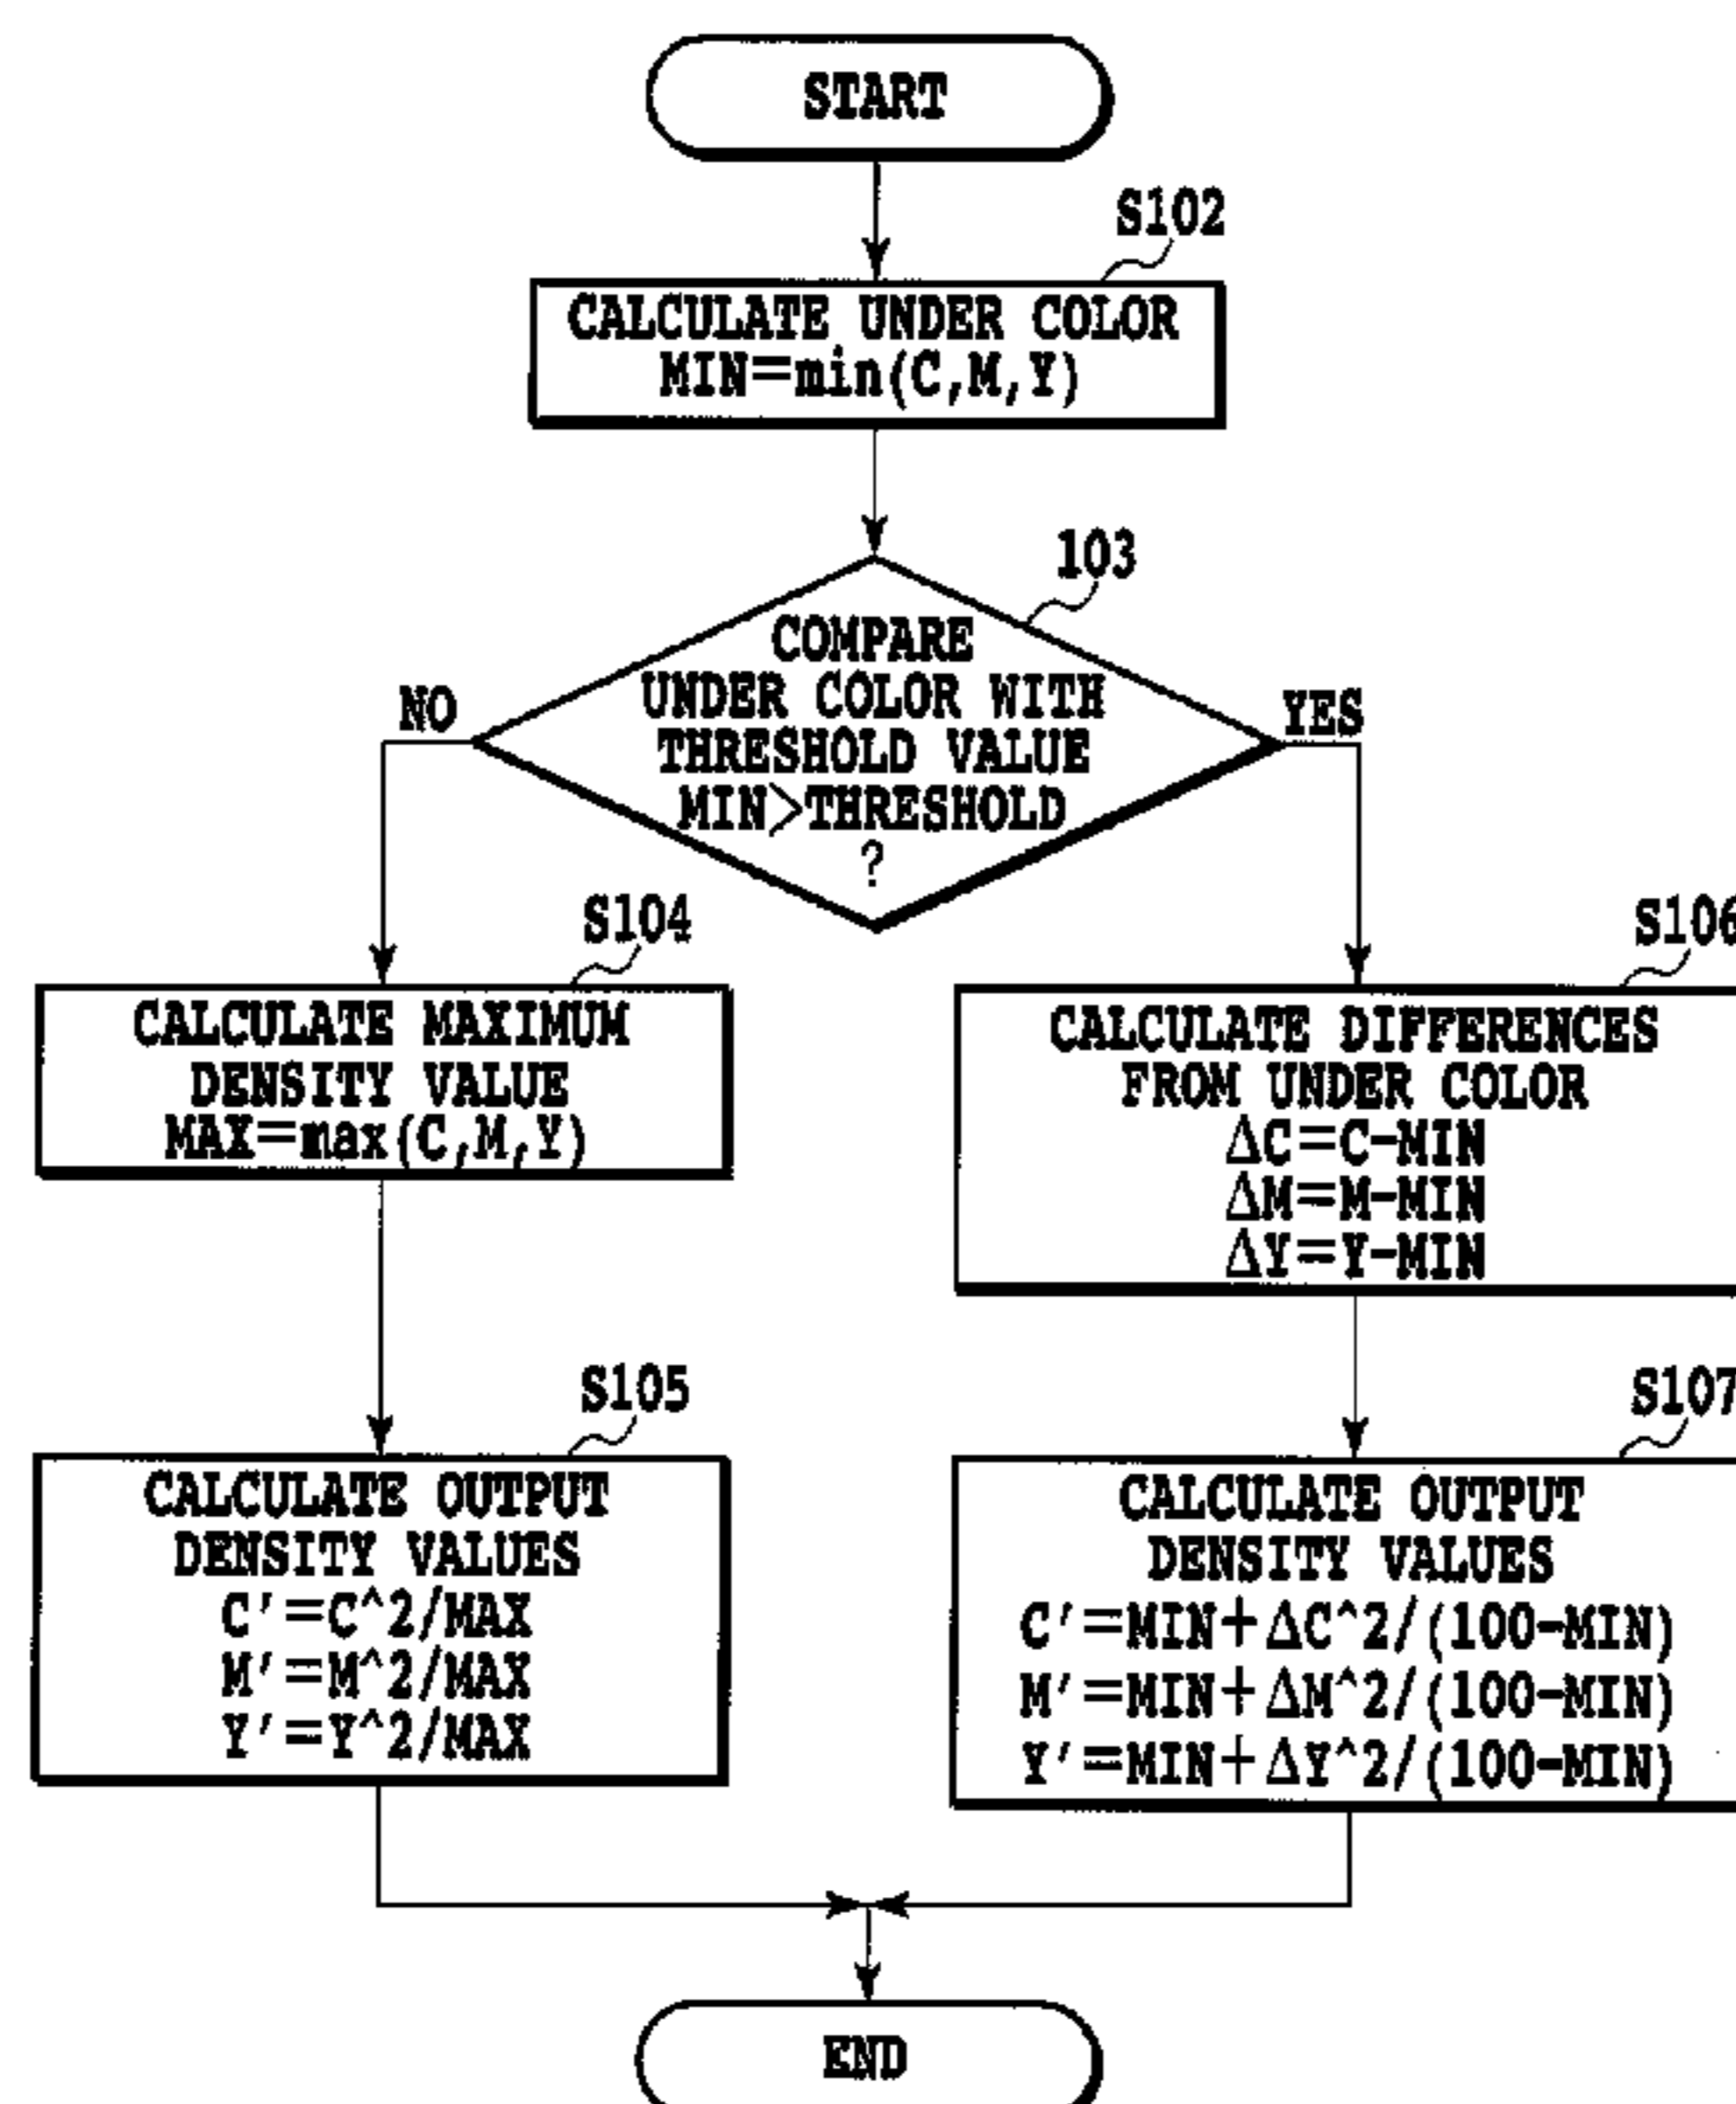 START
S102
CALCULATE UNDER COLOR
MIN=min(C,M,Y)
103
COMPARE
UNDER COLOR WITH
THRESHOLD VALUE
MIN>THRESHOLD
?
NO
YES
S104
CALCULATE MAXIMUM
DENSITY VALUE
MAX=max(C,M,Y)
S106
CALCULATE DIFFERENCES
FROM UNDER COLOR
ΔC=C-MIN
ΔM=M-MIN
ΔY=Y-MIN
S105
CALCULATE OUTPUT
DENSITY VALUES
C'=C^2/MAX
M'=M^2/MAX
Y'=Y^2/MAX
S107
CALCULATE OUTPUT
DENSITY VALUES
C'=MIN+ΔC^2/(100-MIN)
M'=MIN+ΔM^2/(100-MIN)
Y'=MIN+ΔY^2/(100-MIN)
END